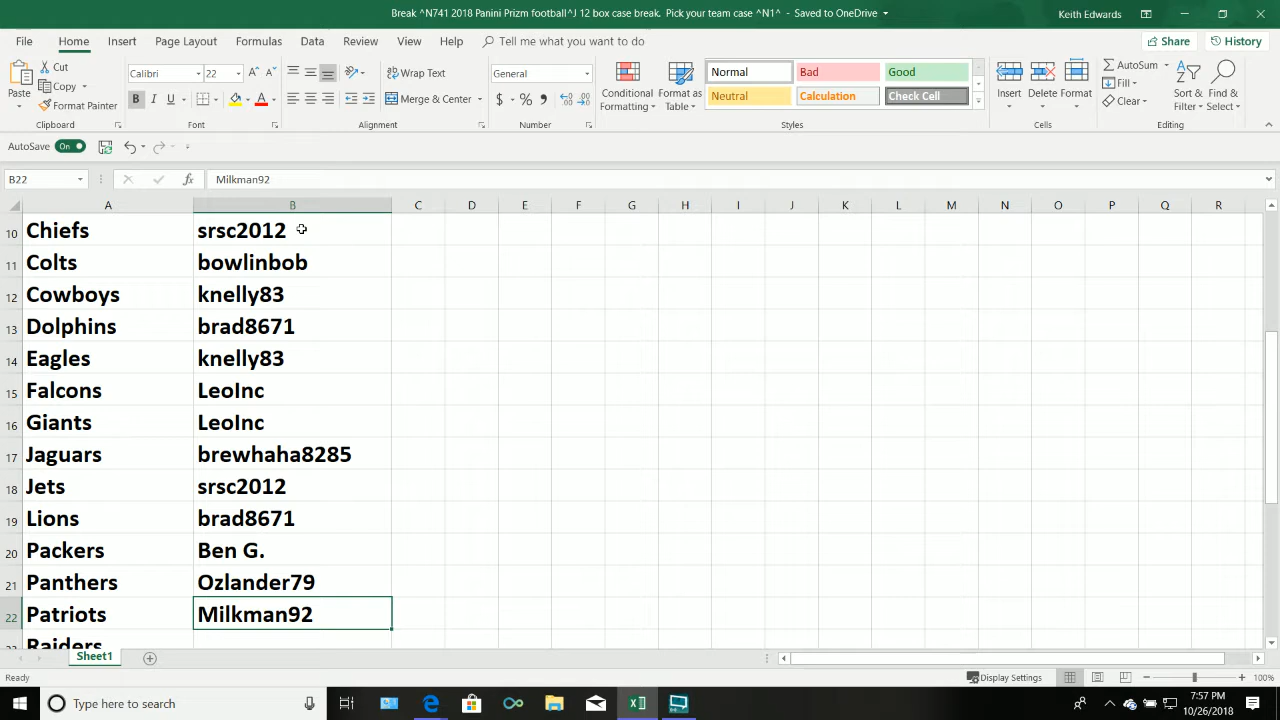 Break ^N741 2018 Panini Prizm football^J 12 box case break. Pick your team case ^N1^ - Saved to OneDrive
Keith Edwards
File Home Insert Page Layout Formulas Data Review View Help Tell me what you want to do
Share History
Paste
Cut
Copy
Format Painter
Clipboard
Calibri 22
B I U
Font
Wrap Text
Merge & Center
Alignment
General
$ % ,
Number
Conditional Formatting
Format as Table
Normal Bad Good
Neutral Calculation Check Cell
Styles
Insert Delete Format
Cells
AutoSum
Fill
Clear
Sort & Filter
Find & Select
Editing
AutoSave On
B22 fx Milkman92
A B C D E F G H I J K L M N O P Q R
10 Chiefs srsc2012
11 Colts bowlinbob
12 Cowboys knelly83
13 Dolphins brad8671
14 Eagles knelly83
15 Falcons LeoInc
16 Giants LeoInc
17 Jaguars brewhaha8285
18 Jets srsc2012
19 Lions brad8671
20 Packers Ben G.
21 Panthers Ozlander79
22 Patriots Milkman92
Raiders
Sheet1
Ready
Display Settings
100%
Type here to search
7:57 PM
10/26/2018